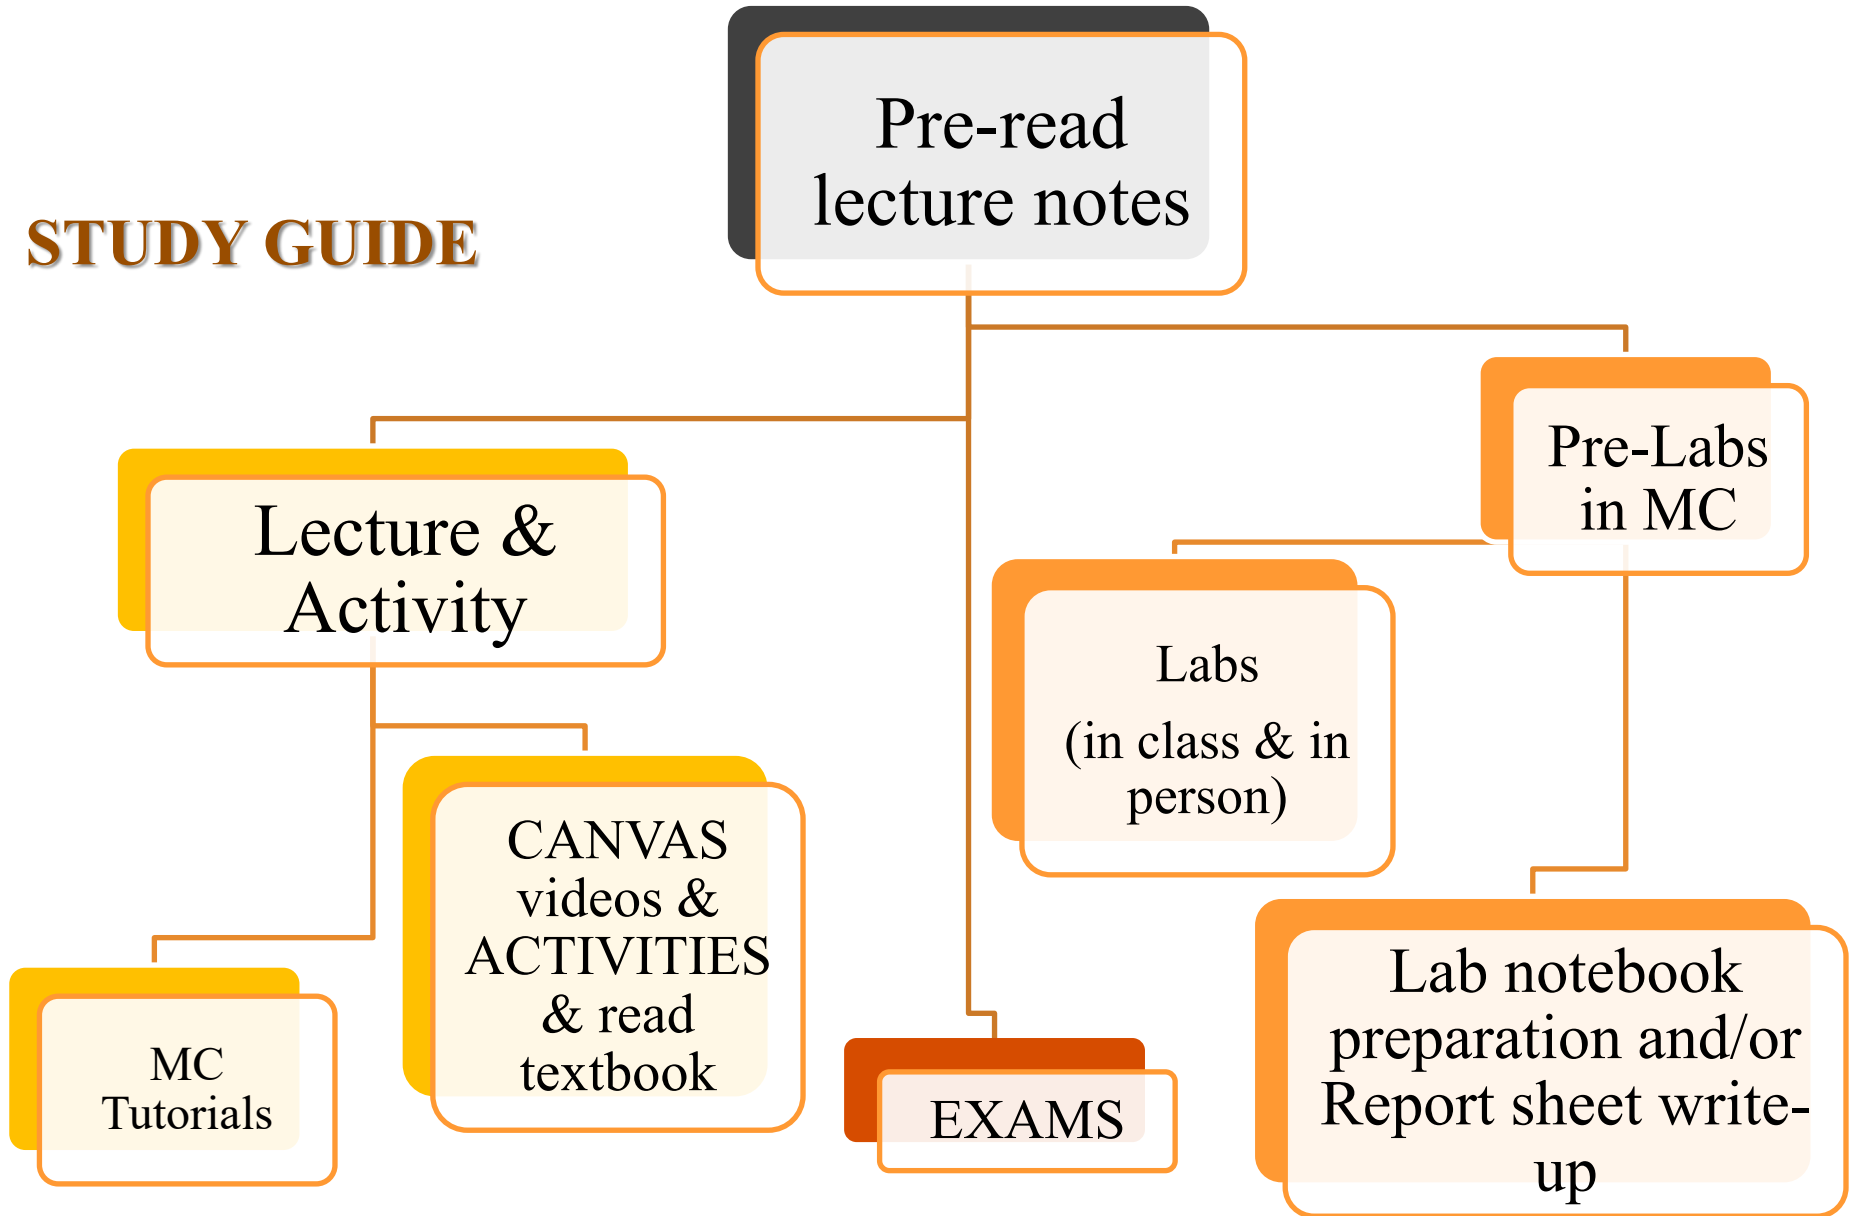 Pre-read
lecture notes
STUDY GUIDE
Pre-Labs
in MC
Lecture &
Activity
Labs
(in class & in
person)
CANVAS
videos &
ACTIVITIES
& read
textbook
MC
Tutorials
EXAMS
Lab notebook
preparation and/or
Report sheet write-
up